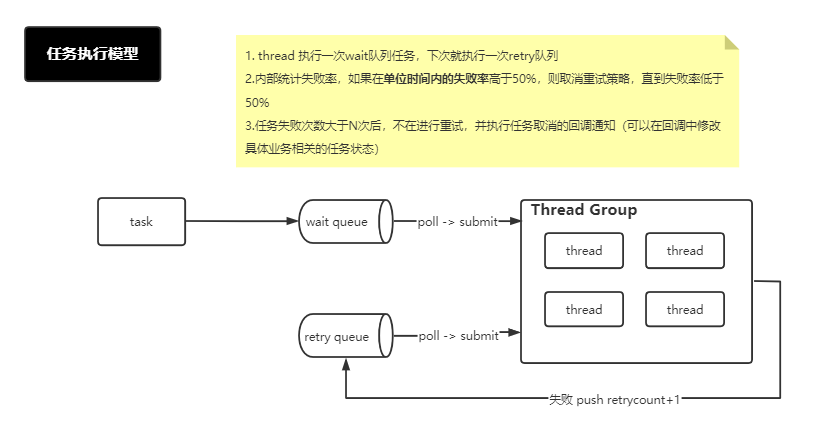 任务执行模型
1. thread 执行一次wait队列任务，下次就执行一次retry队列
2.内部统计失败率，如果在单位时间内的失败率高于50%，则取消重试策略，直到失败率低于
50%
3.任务失败次数大于N次后，不在进行重试，并执行任务取消的回调通知（可以在回调中修改
具体业务相关的任务状态）
task
wait queue
poll -> submit
Thread Group
thread
thread
thread
thread
retry queue
poll -> submit
失败 push retrycount+1